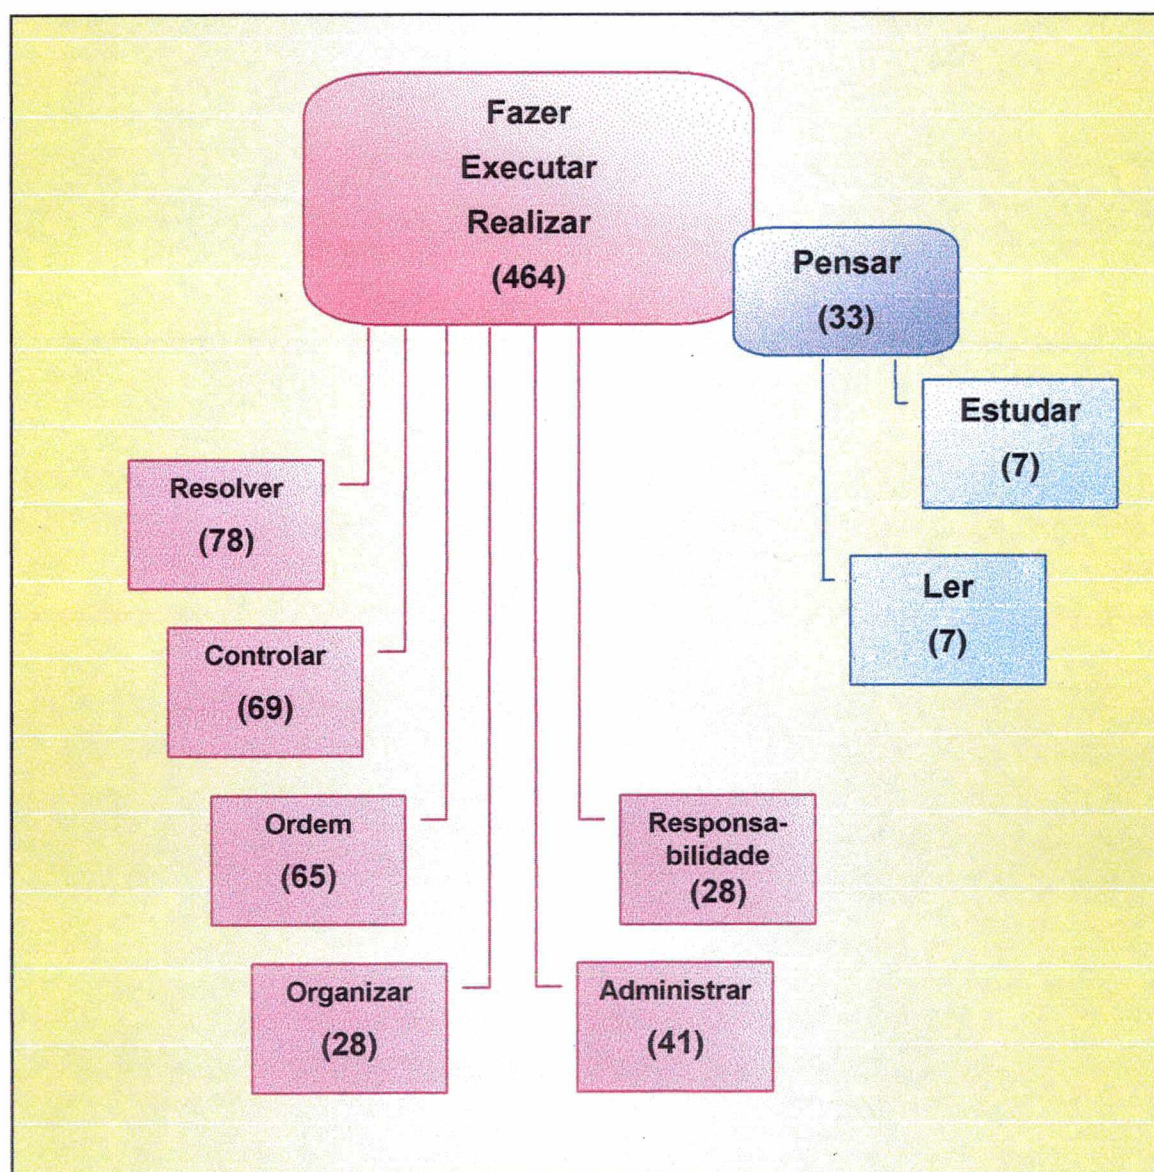 Fazer
Executar
Realizar
(464)
Pensar
(33)
Estudar
(7)
Ler
(7)
Resolver
(78)
Controlar
(69)
Ordem
(65)
Organizar
(28)
Responsa-
bilidade
(28)
Administrar
(41)